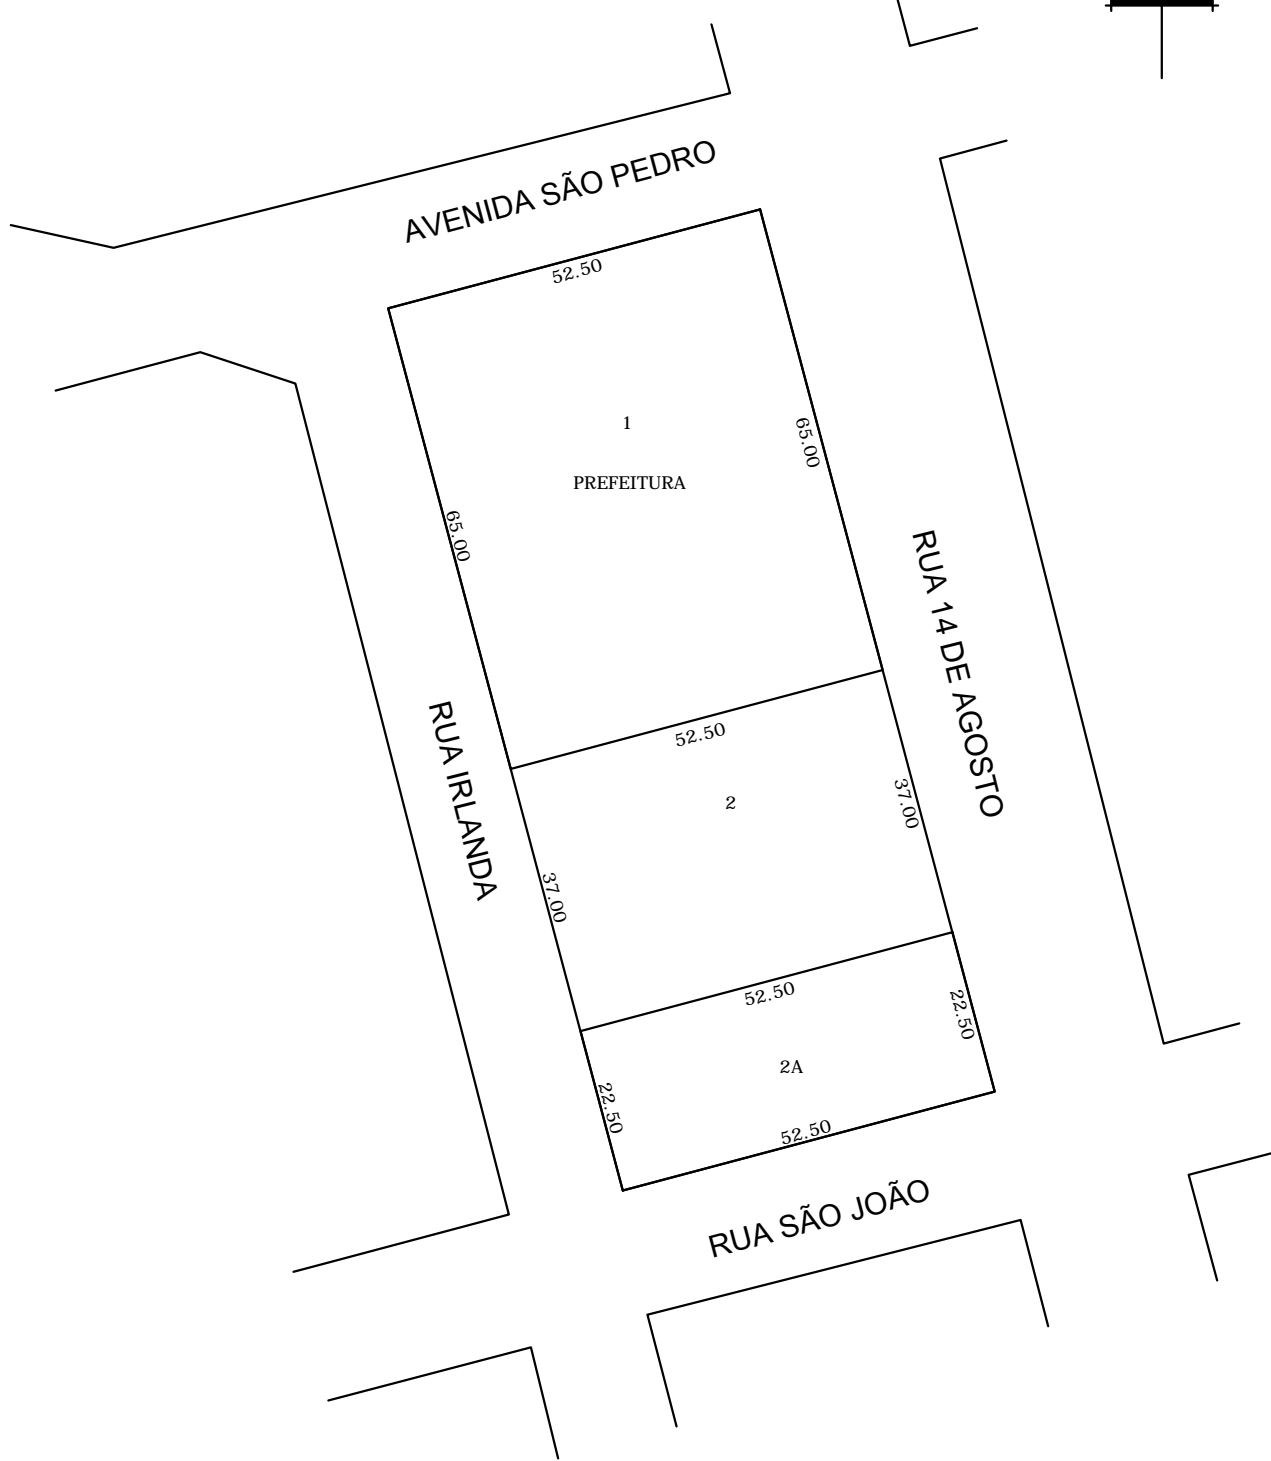 AVENIDA SÃO PEDRO
52.50
1
65.00
PREFEITURA
65.00
RUA 14 DE AGOSTO
RUA IRLANDA
52.50
2
37.00
37.00
52.50
22.50
2A
22.50
52.50
RUA SÃO JOÃO